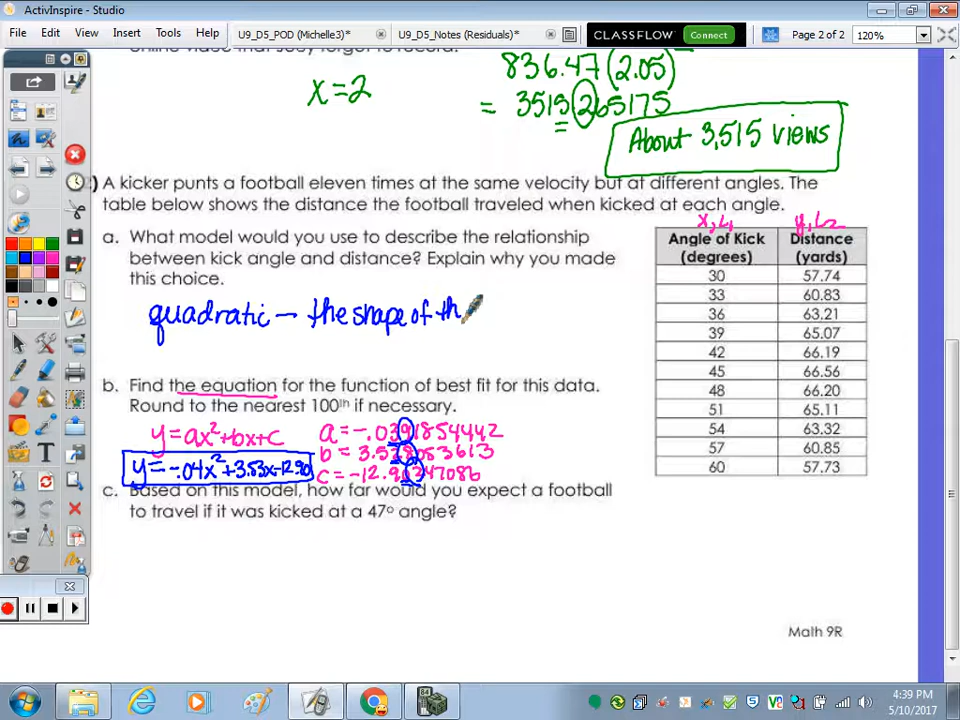 ActivInspire - Studio
File Edit View Insert Tools Help U9_D5_POD (Michelle3)* U9_D5_Notes (Residuals)* CLASSFLOW Connect Page 2 of 2 120%
836.47(2.05)
x=2
= 3515.265175
About 3,515 views
) A kicker punts a football eleven times at the same velocity but at different angles. The
table below shows the distance the football traveled when kicked at each angle.
x, L1 y, L2
a. What model would you use to describe the relationship
between kick angle and distance? Explain why you made
this choice.
quadratic - the shape of th
Angle of Kick (degrees) Distance (yards)
30 57.74
33 60.83
36 63.21
39 65.07
42 66.19
45 66.56
48 66.20
51 65.11
54 63.32
57 60.85
60 57.73
b. Find the equation for the function of best fit for this data.
Round to the nearest 100th if necessary.
y=ax²+bx+c
a = -.0391854442
b = 3.528053613
y=-.04x²+3.53x-12.90
c. Based on this model, how far would you expect a football
to travel if it was kicked at a 47° angle?
Math 9R
4:39 PM
5/10/2017